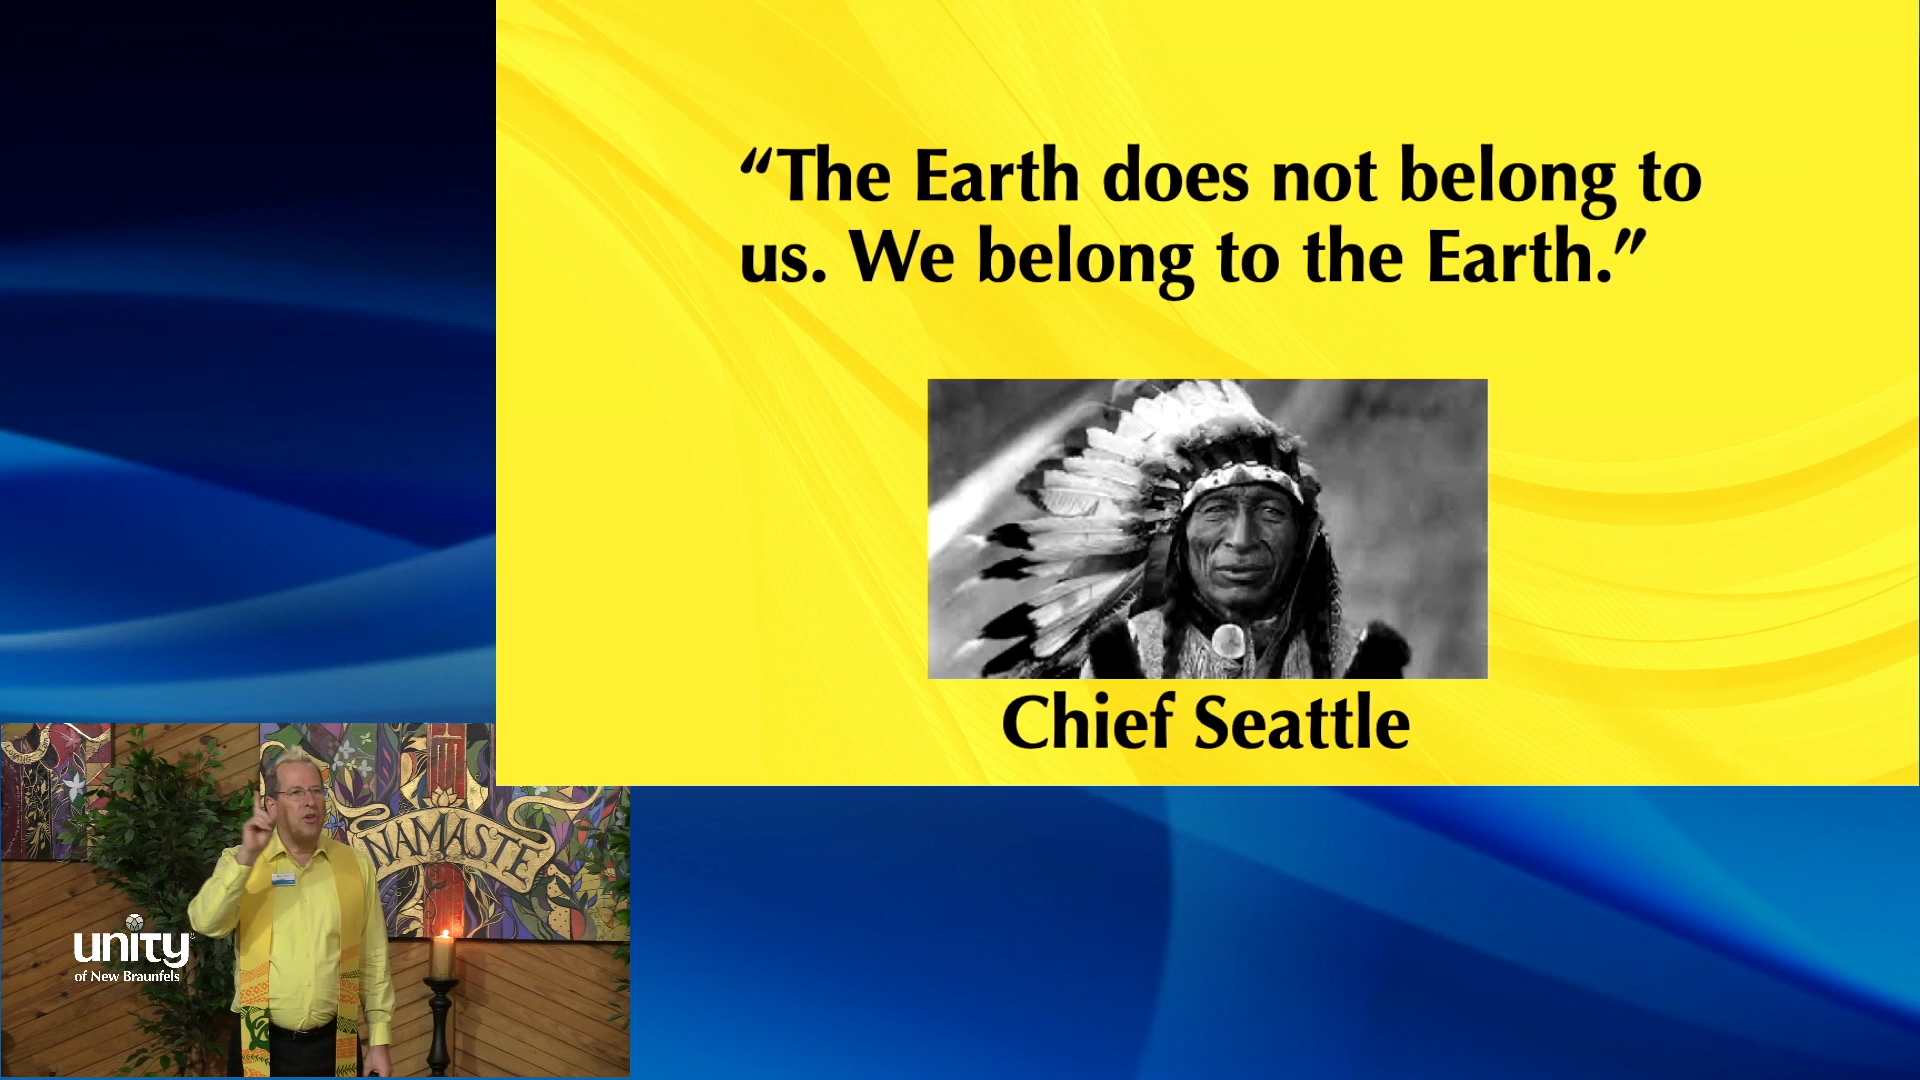 “The Earth does not belong to
us. We belong to the Earth.”
Chief Seattle
NAMASTE
unity
of New Braunfels